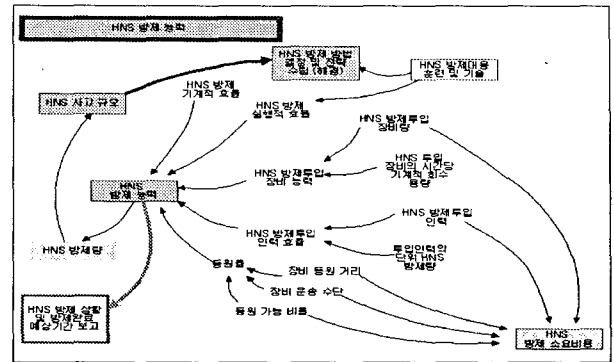 HNS 방제 능력
HNS 방제 방법
결정 및 전략
수립 (해경)
HNS 방제대응
훈련 및 기술
HNS 사고 규모
HNS 방제
기계적 효율
HNS 방제
실행적 효율
HNS 방제투입
장비량
HNS 투입
장비의 시간당
기계적 회수
용량
HNS 방제투입
장비 능력
HNS
방제 능력
HNS 방제투입
인력
HNS 방제투입
인력 효율
투입인력의
단위 HNS
방제량
HNS 방제량
동원율
장비 동원 거리
장비 운송 수단
동원 가능 비율
HNS 방제 상황
및 방제완료
예상기간 보고
HNS
방제 소요비용